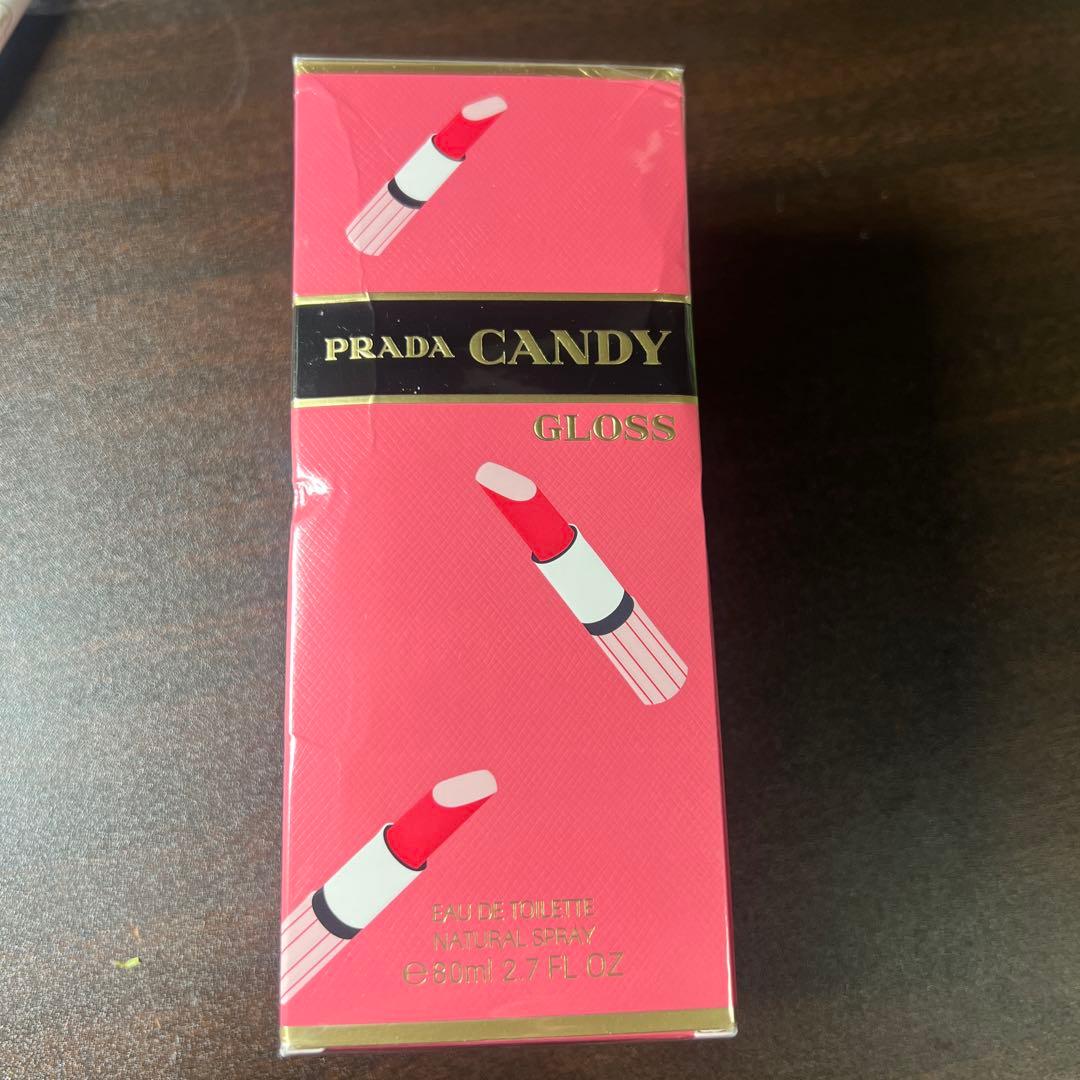 PRADA CANDY
GLOSS
EAU DE TOILETTE
NATURAL SPRAY
℮80ml 2.7 FL OZ